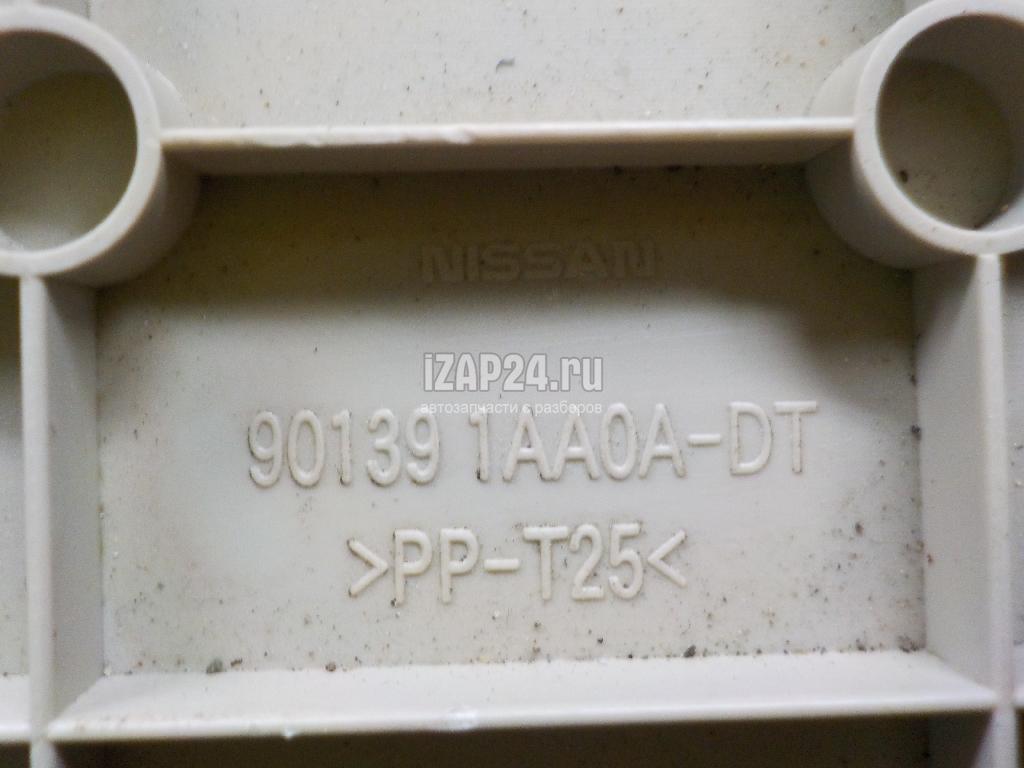 NISSAN
iZAP24.ru
автозапчасти с разборов
90139 1AA0A-DT
>PP-T25<